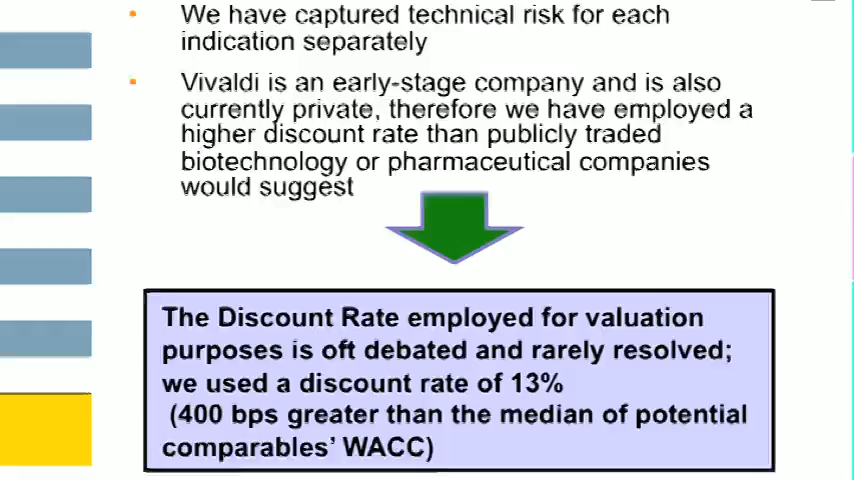 • We have captured technical risk for each
indication separately
• Vivaldi is an early-stage company and is also
currently private, therefore we have employed a
higher discount rate than publicly traded
biotechnology or pharmaceutical companies
would suggest
The Discount Rate employed for valuation
purposes is oft debated and rarely resolved;
we used a discount rate of 13%
(400 bps greater than the median of potential
comparables’ WACC)